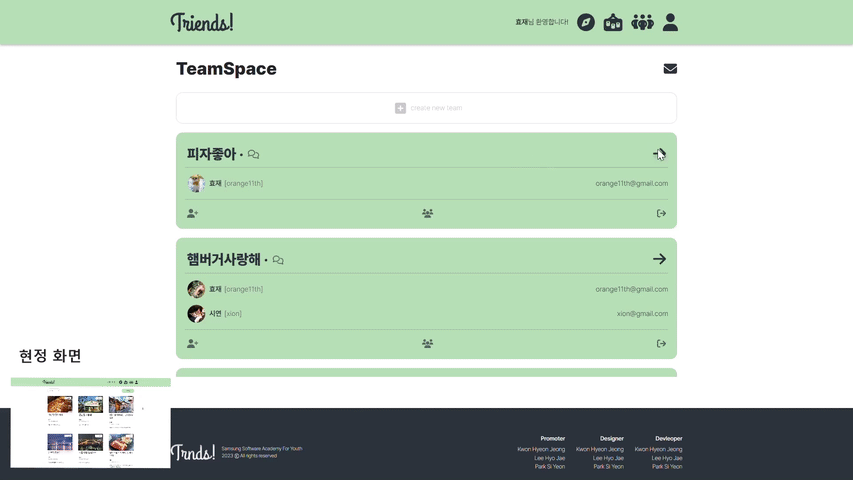 Triends!
효재님 환영합니다!
TeamSpace
create new team
피자좋아 •
효재 [orange11th]
orange11th@gmail.com
햄버거사랑해 •
효재 [orange11th]
orange11th@gmail.com
시연 [xion]
xion@gmail.com
현정 화면
Triends!
Trnds!
Samsung Software Academy For Youth
2023 ⓒ All rights reserved
Promoter
Kwon Hyeon Jeong
Lee Hyo Jae
Park Si Yeon
Designer
Kwon Hyeon Jeong
Lee Hyo Jae
Park Si Yeon
Devleoper
Kwon Hyeon Jeong
Lee Hyo Jae
Park Si Yeon